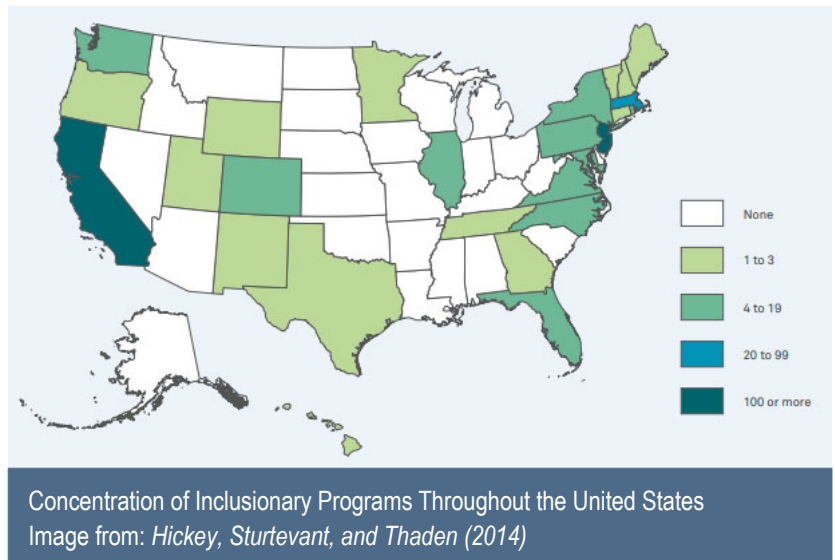 None
1 to 3
4 to 19
20 to 99
100 or more
Concentration of Inclusionary Programs Throughout the United States
Image from: Hickey, Sturtevant, and Thaden (2014)